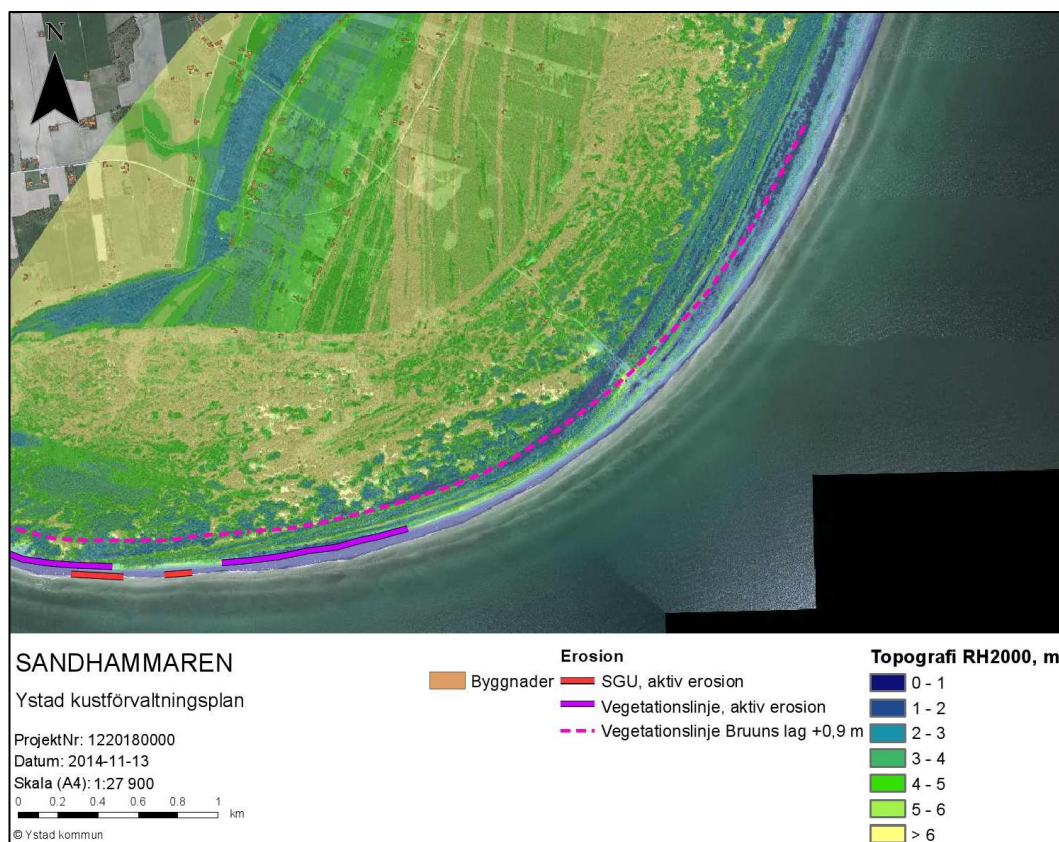 N
SANDHAMMAREN
Ystad kustförvaltningsplan
ProjektNr: 1220180000
Datum: 2014-11-13
Skala (A4): 1:27 900
0 0.2 0.4 0.6 0.8 1
km
© Ystad kommun
Byggnader
Erosion
SGU, aktiv erosion
Vegetationslinje, aktiv erosion
Vegetationslinje Bruuns lag +0,9 m
Topografi RH2000, m
0 - 1
1 - 2
2 - 3
3 - 4
4 - 5
5 - 6
> 6